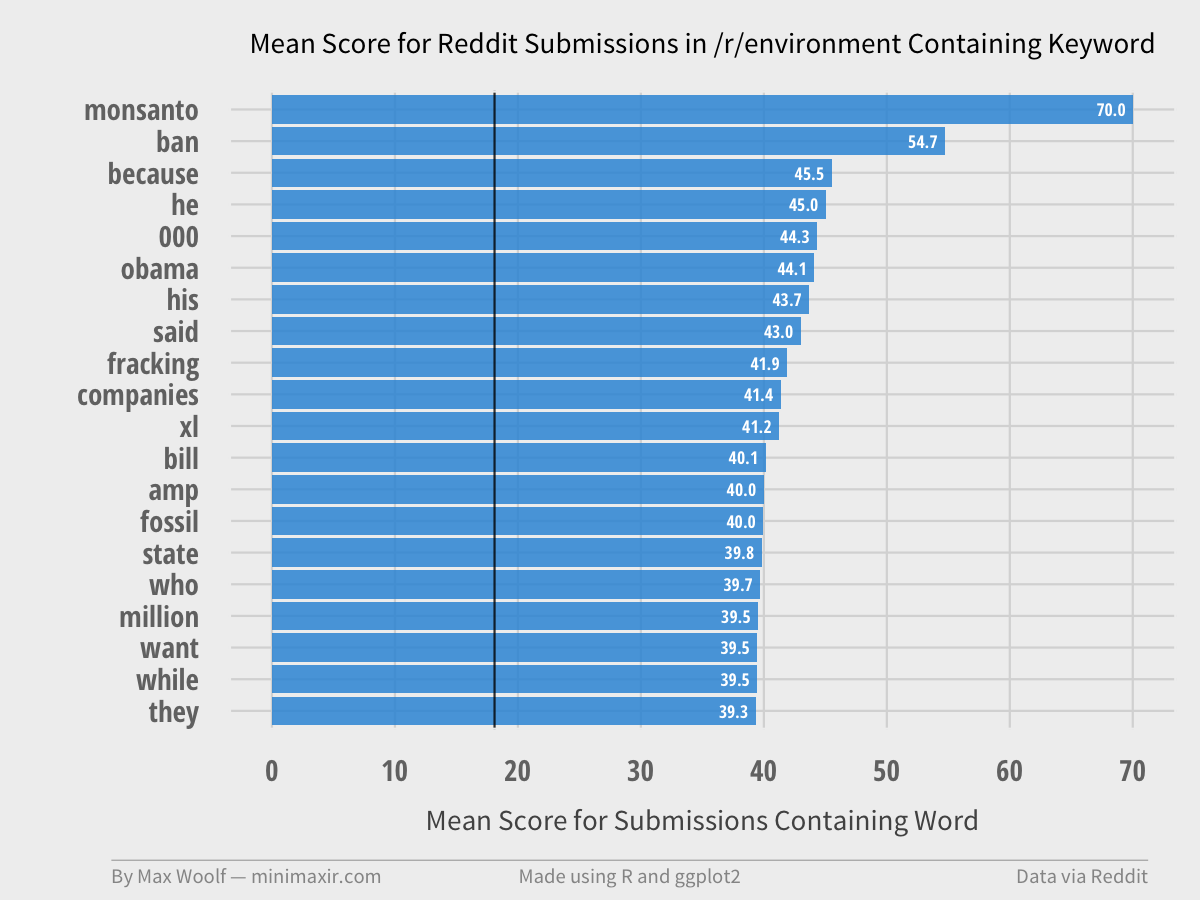 Mean Score for Reddit Submissions in /r/environment Containing Keyword
monsanto 70.0
ban 54.7
because 45.5
he 45.0
000 44.3
obama 44.1
his 43.7
said 43.0
fracking 41.9
companies 41.4
xl 41.2
bill 40.1
amp 40.0
fossil 40.0
state 39.8
who 39.7
million 39.5
want 39.5
while 39.5
they 39.3
0 10 20 30 40 50 60 70
Mean Score for Submissions Containing Word
By Max Woolf — minimaxir.com Made using R and ggplot2 Data via Reddit